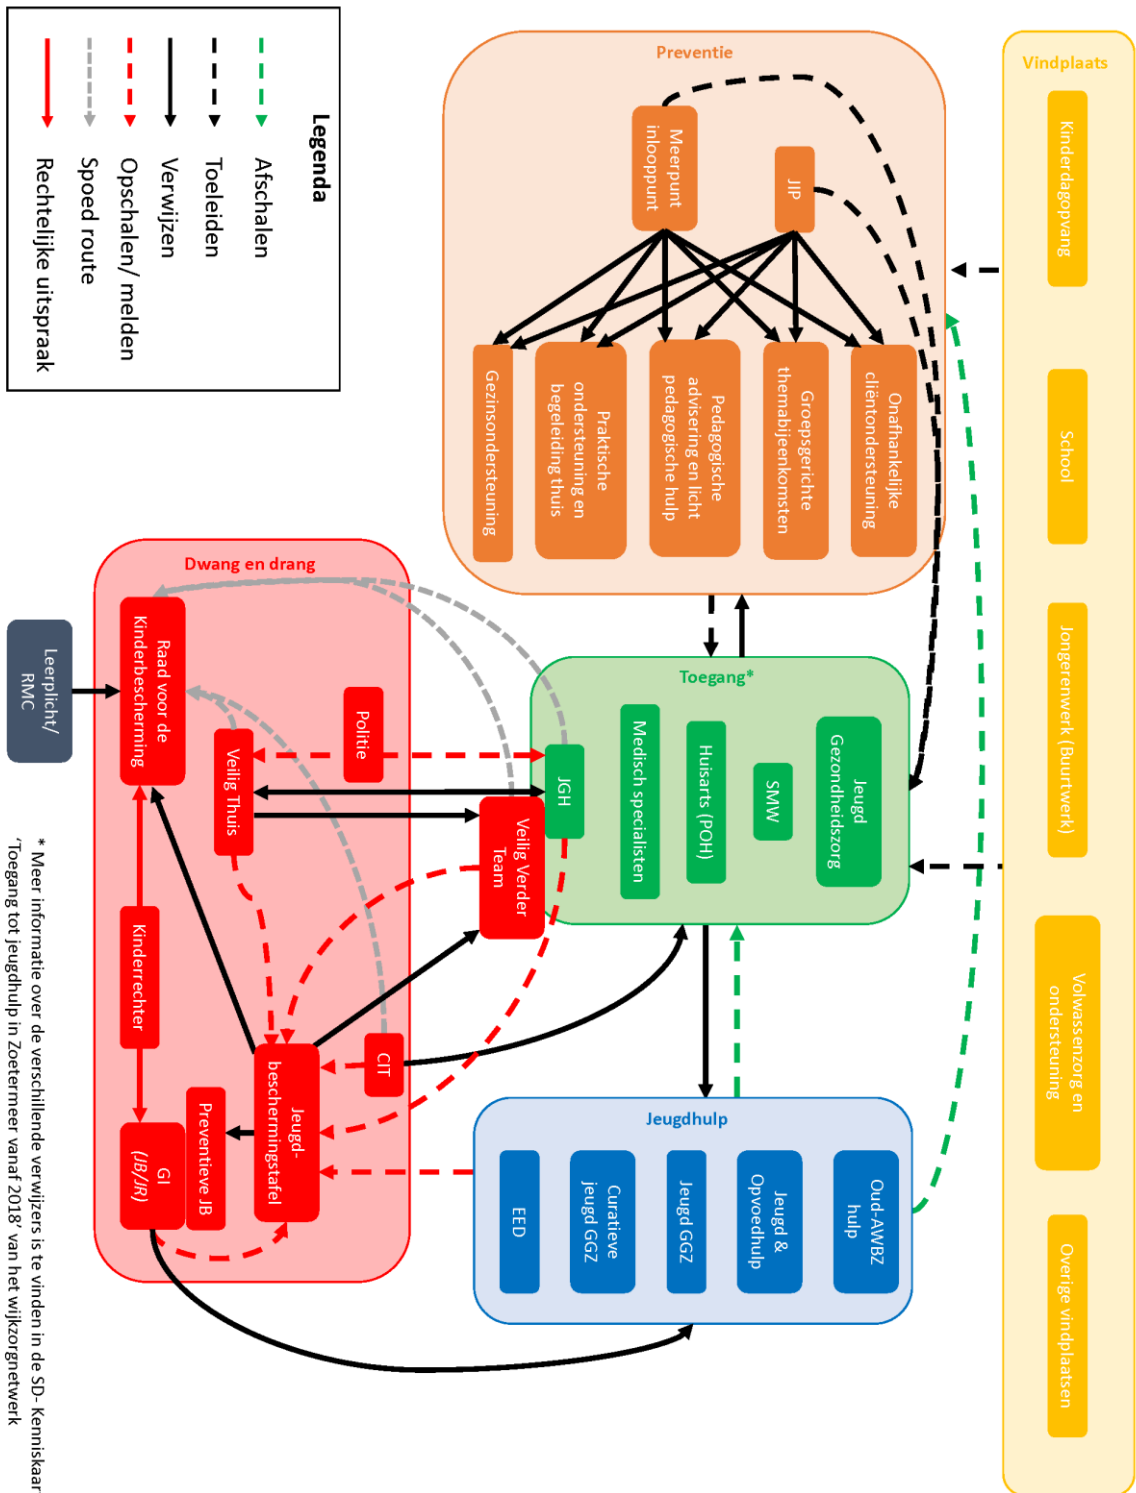 Vindplaats
Kinderdagopvang
School
Jongerenwerk (Buurtwerk)
Volwassenzorg en
ondersteuning
Overige vindplaatsen
Preventie
JIP
Meerpunt
inlooppunt
Onafhankelijke
cliëntondersteuning
Groepsgerichte
themabijeenkomsten
Pedagogische
advisering en licht
pedagogische hulp
Praktische
ondersteuning en
begeleiding thuis
Gezinsondersteuning
Toegang*
Jeugd
Gezondheidszorg
SMW
Huisarts (POH)
Medisch specialisten
JGH
Jeugdhulp
Oud-AWBZ
hulp
Jeugd &
Opvoedhulp
Jeugd GGZ
Curatieve
jeugd GGZ
EED
Dwang en drang
Veilig Verder
Team
Politie
Veilig Thuis
Raad voor de
Kinderbescherming
CIT
Jeugd-
beschermingstafel
Preventieve JB
Kinderrechter
GI
(JB/JR)
Leerplicht/
RMC
Legenda
Afschalen
Toeleiden
Verwijzen
Opschalen/ melden
Spoed route
Rechtelijke uitspraak
* Meer informatie over de verschillende verwijzers is te vinden in de SD- Kenniskaar
'Toegang tot jeugdhulp in Zoetermeer vanaf 2018' van het wijkzorgnetwerk